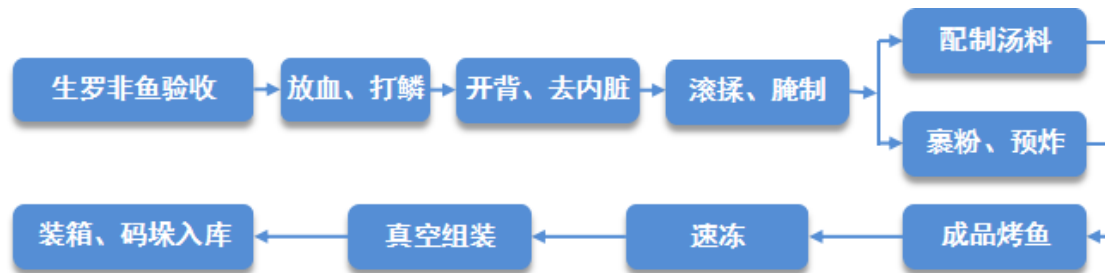 生罗非鱼验收
放血、打鳞
开背、去内脏
滚揉、腌制
配制汤料
裹粉、预炸
成品烤鱼
速冻
真空组装
装箱、码垛入库